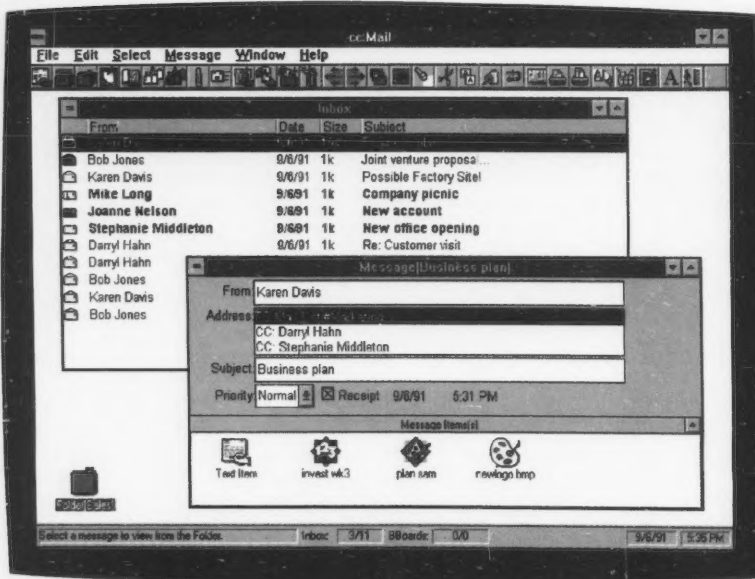 cc:Mail
File Edit Select Message Window Help
Inbox
From Date Size Subject
Bob Jones 9/6/91 1k Joint venture proposal...
Karen Davis 9/6/91 1k Possible Factory Site!
Mike Long 9/6/91 1k Company picnic
Joanne Nelson 9/6/91 1k New account
Stephanie Middleton 9/6/91 1k New office opening
Darryl Hahn 9/6/91 1k Re: Customer visit
Darryl Hahn
Bob Jones
Karen Davis
Bob Jones
Message[Business plan]
From: Karen Davis
Address:
CC: Darryl Hahn
CC: Stephanie Middleton
Subject: Business plan
Priority: Normal Receipt 9/6/91 5:31 PM
Message Items(s)
Text Item invest.wk3 plan.sam newlogo.bmp
Select a message to view from the Folder. Inbox: 3/11 BBoards: 0/0 9/6/91 5:35 PM